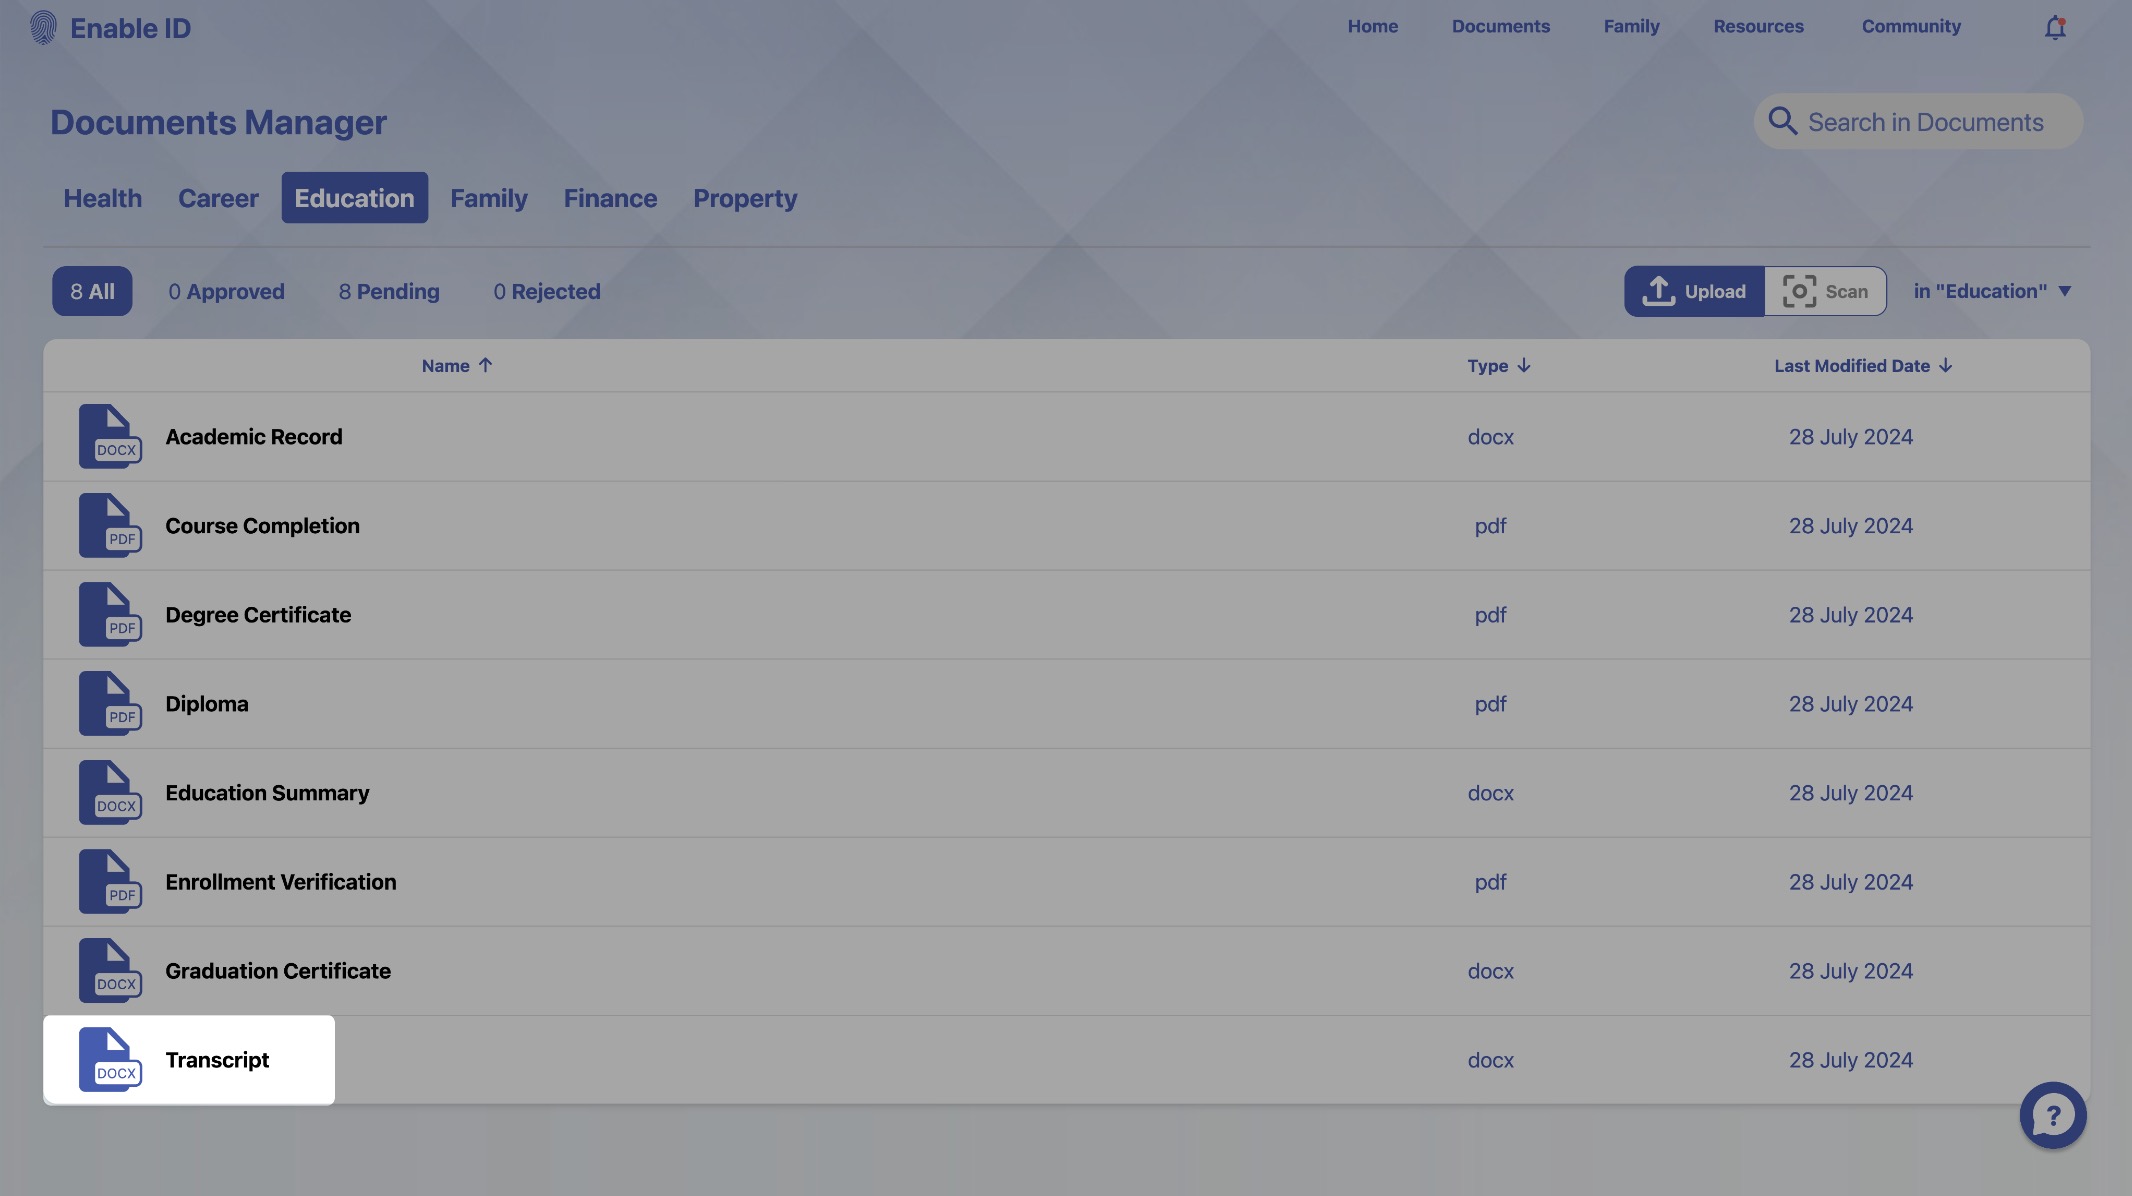 Enable ID
Home Documents Family Resources Community
Documents Manager
Search in Documents
Health Career Education Family Finance Property
8 All 0 Approved 8 Pending 0 Rejected
Upload Scan in "Education" ▼
Name ↑ Type ↓ Last Modified Date ↓
DOCX Academic Record docx 28 July 2024
PDF Course Completion pdf 28 July 2024
PDF Degree Certificate pdf 28 July 2024
PDF Diploma pdf 28 July 2024
DOCX Education Summary docx 28 July 2024
PDF Enrollment Verification pdf 28 July 2024
DOCX Graduation Certificate docx 28 July 2024
DOCX Transcript docx 28 July 2024
?